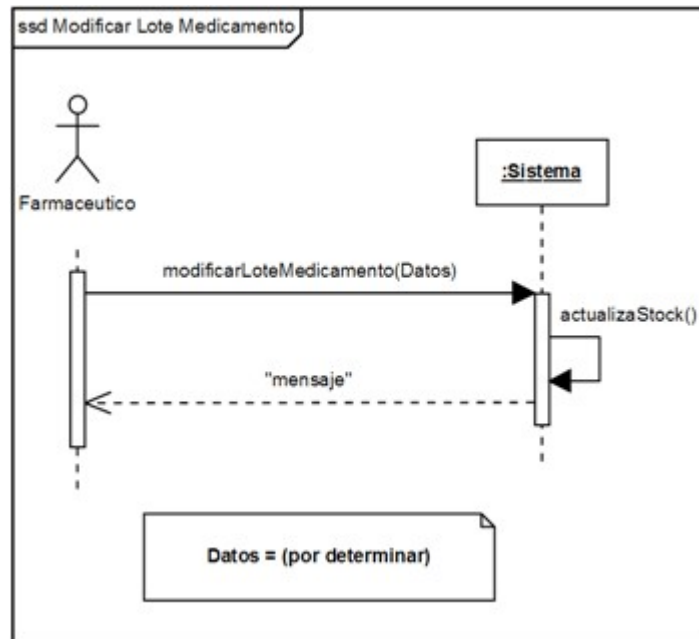 ssd Modificar Lote Medicamento
Farmaceutico
:Sistema
modificarLoteMedicamento(Datos)
actualizaStock()
"mensaje"
Datos = (por determinar)